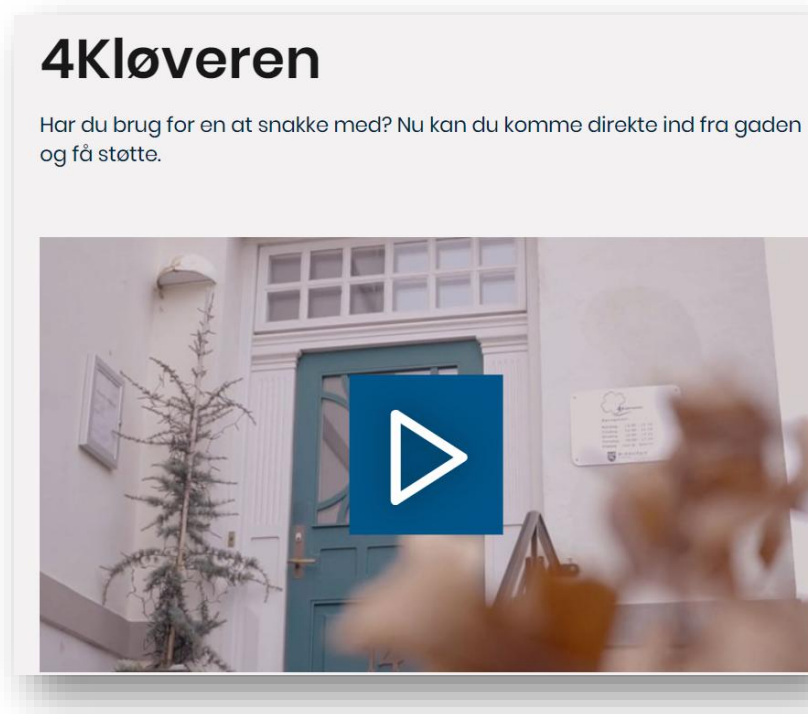 4Kløveren
Har du brug for en at snakke med? Nu kan du komme direkte ind fra gaden
og få støtte.